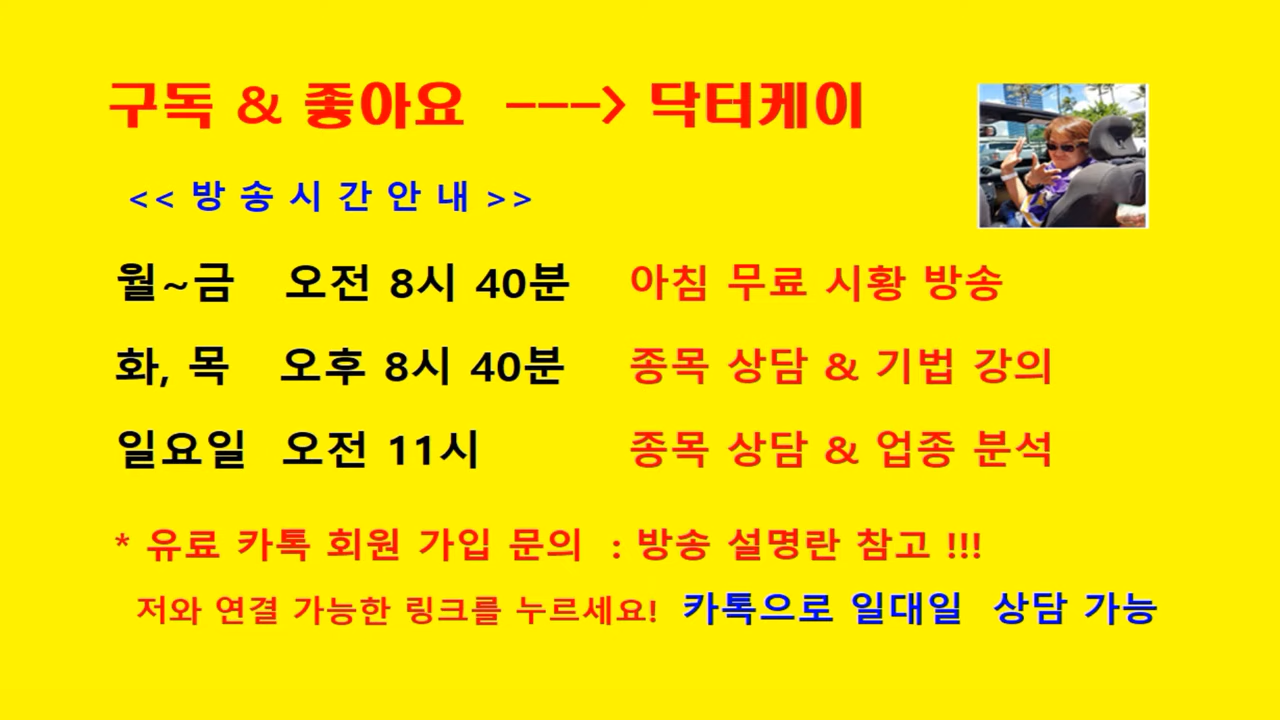 구독 & 좋아요 ---> 닥터케이
<< 방 송 시 간 안 내 >>
월~금 오전 8시 40분 아침 무료 시황 방송
화, 목 오후 8시 40분 종목 상담 & 기법 강의
일요일 오전 11시 종목 상담 & 업종 분석
* 유료 카톡 회원 가입 문의 : 방송 설명란 참고 !!!
저와 연결 가능한 링크를 누르세요! 카톡으로 일대일 상담 가능